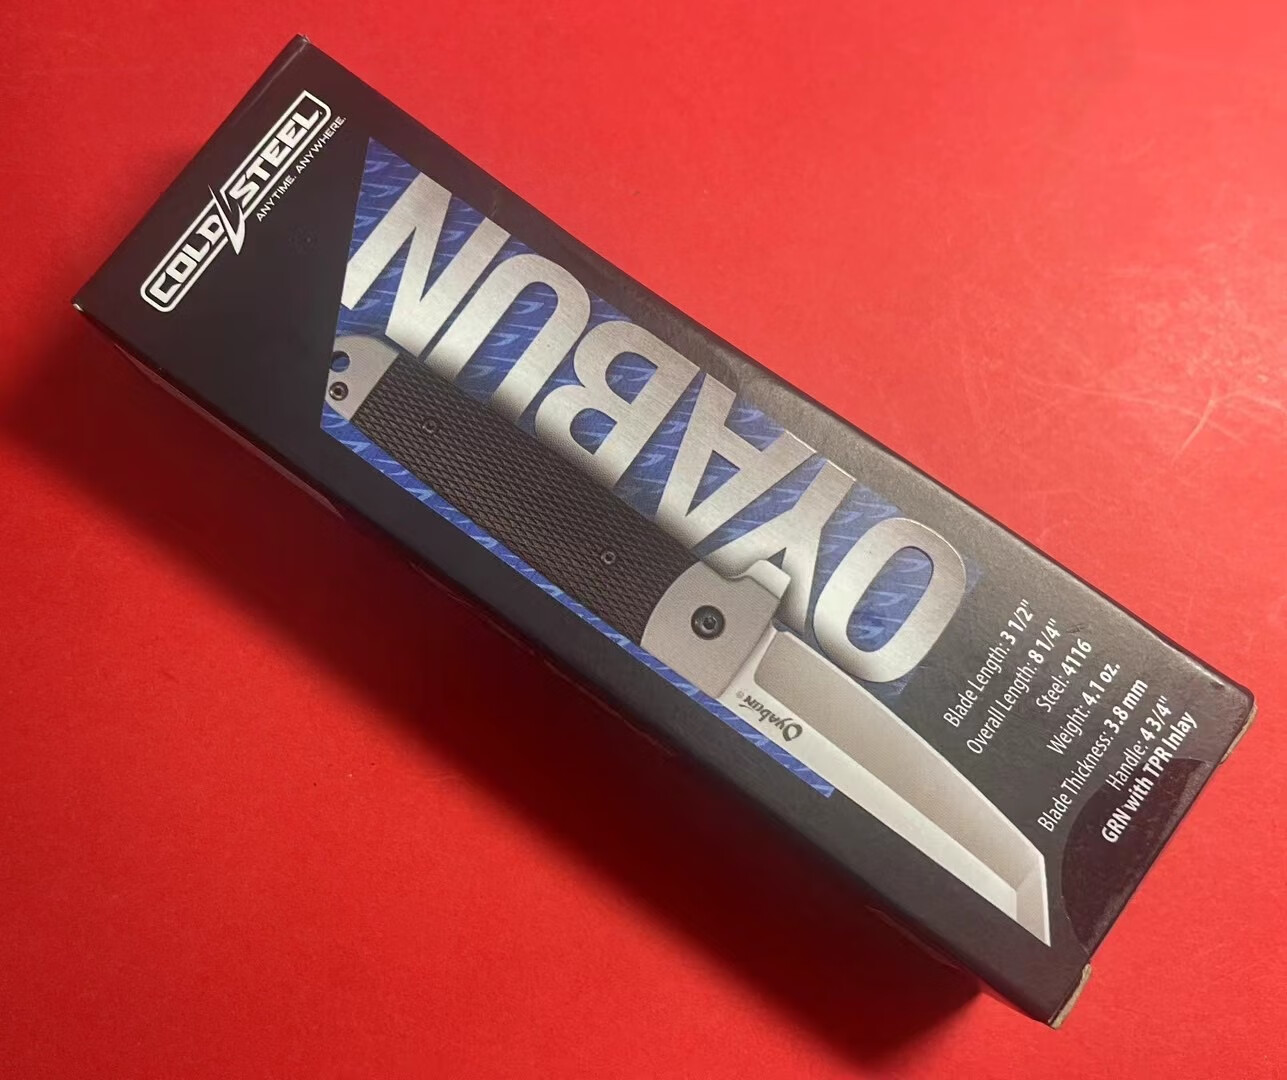 COLD STEEL
ANYTIME. ANYWHERE.
OYABUN
Oyabun®
Blade Length: 3 1/2"
Overall Length: 8 1/4"
Steel: 4116
Weight: 4.1 oz.
Blade Thickness: 3.8 mm
Handle: 4 3/4"
GRN with TPR Inlay